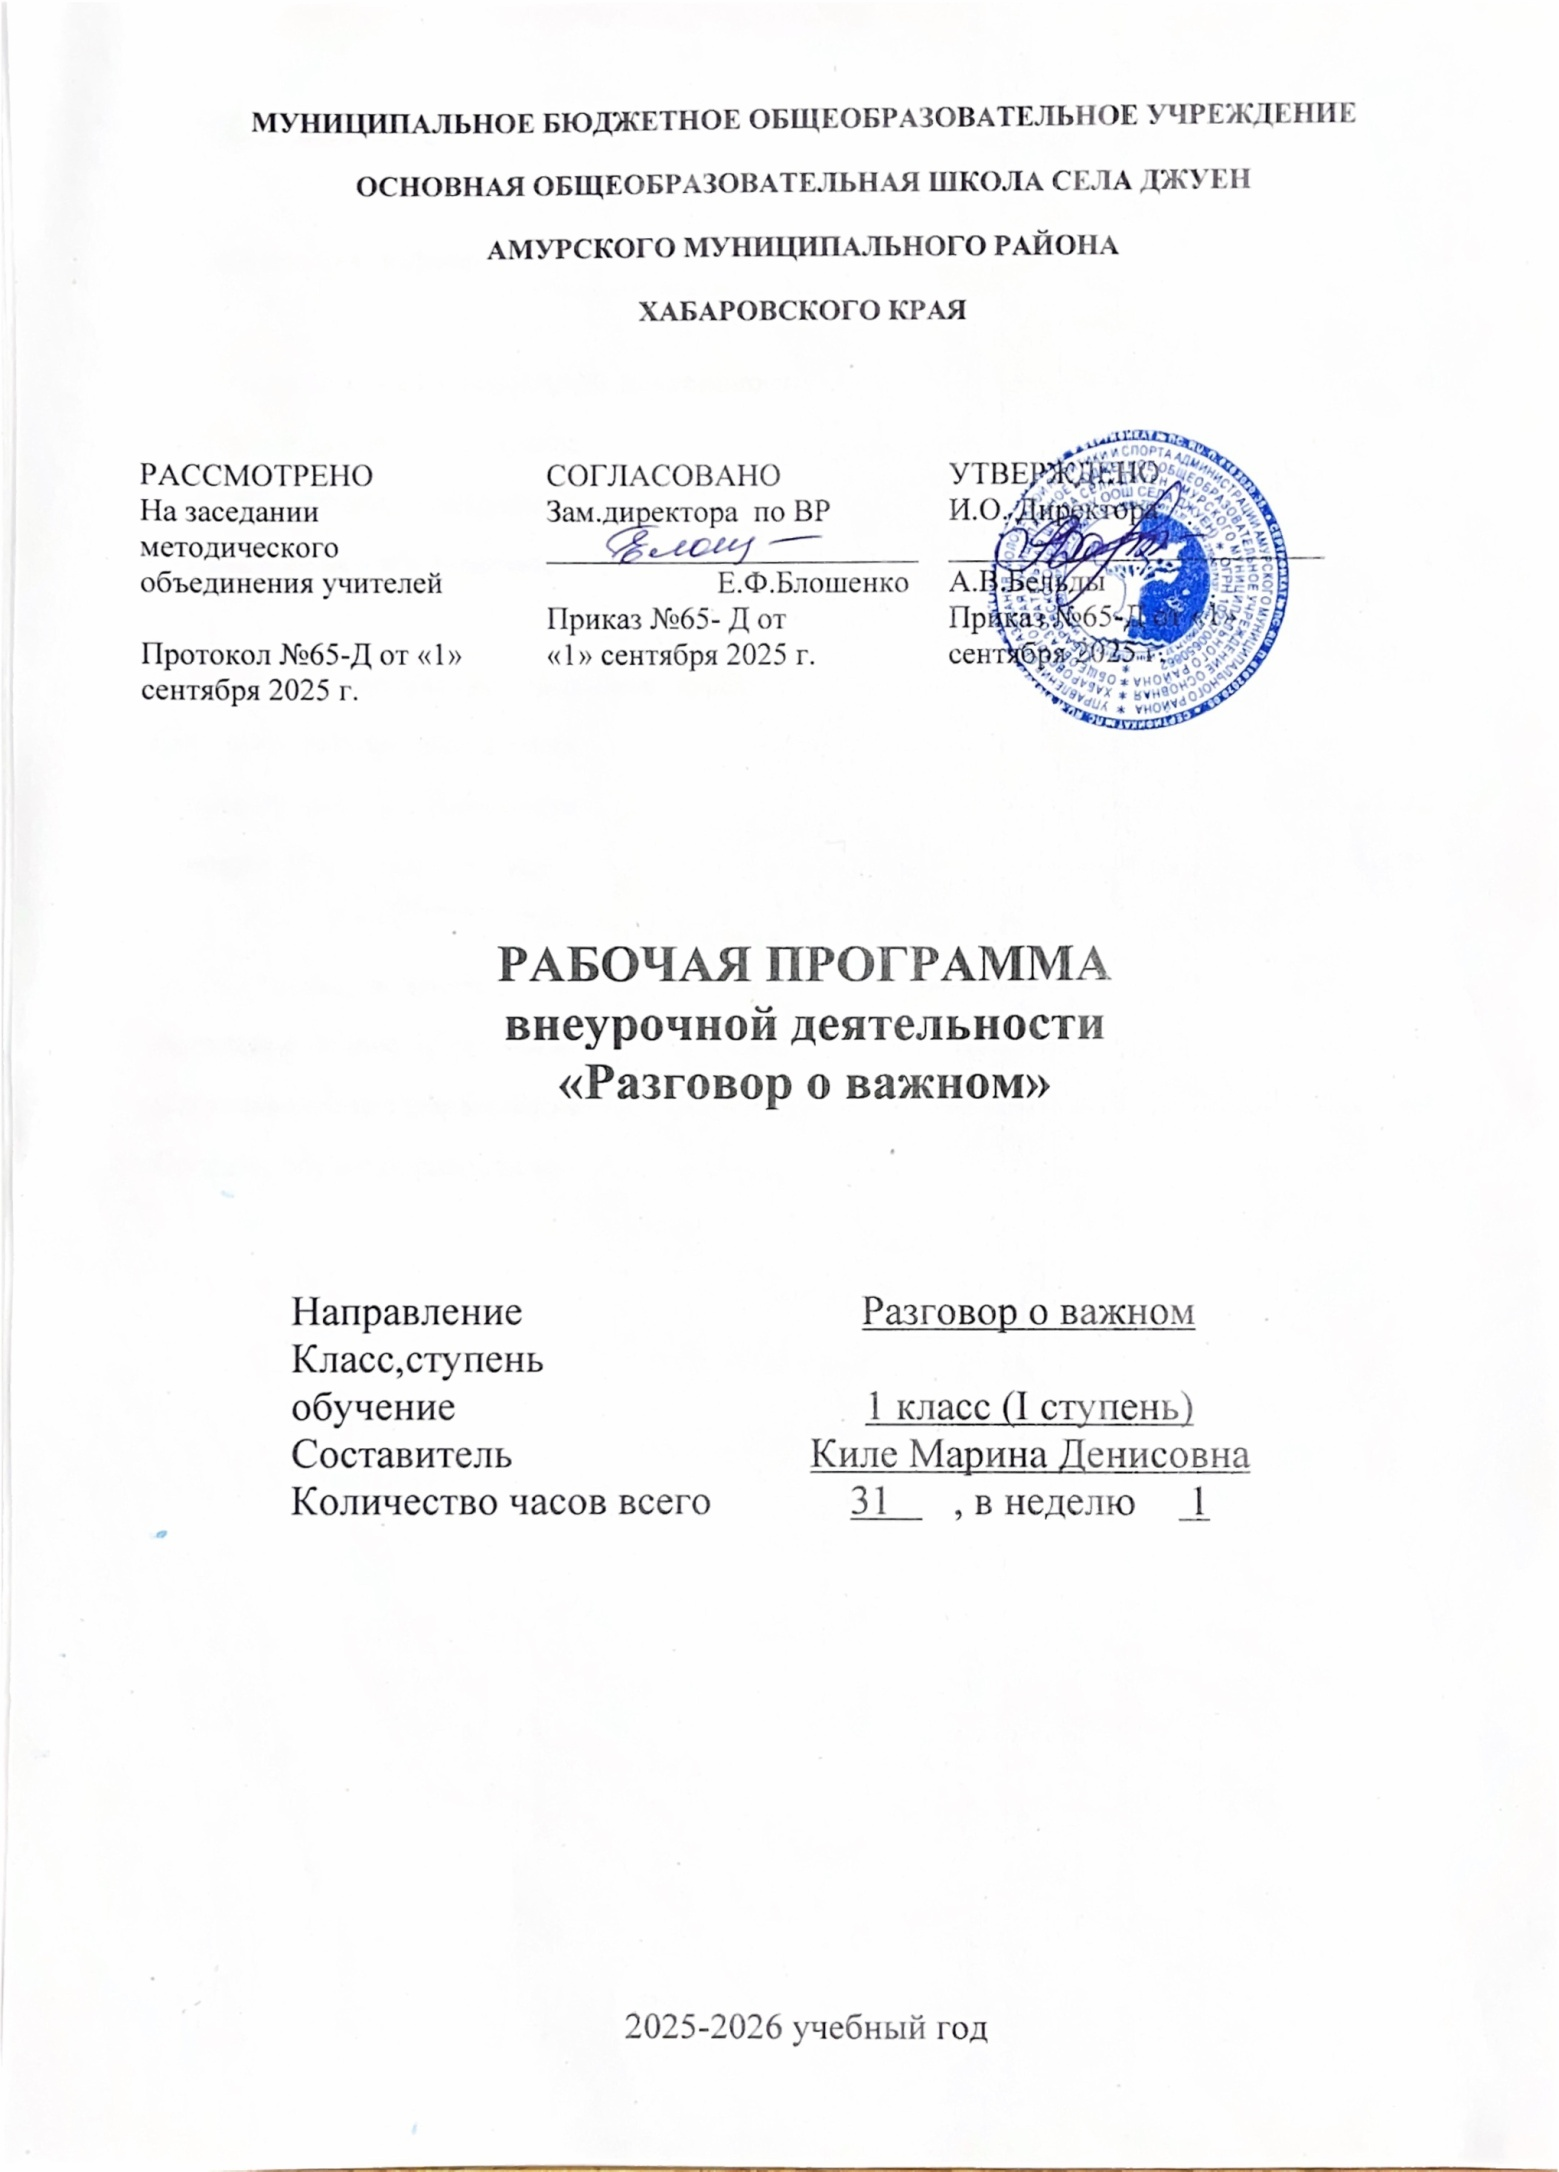 МУНИЦИПАЛЬНОЕ БЮДЖЕТНОЕ ОБЩЕОБРАЗОВАТЕЛЬНОЕ УЧРЕЖДЕНИЕ
ОСНОВНАЯ ОБЩЕОБРАЗОВАТЕЛЬНАЯ ШКОЛА СЕЛА ДЖУЕН
АМУРСКОГО МУНИЦИПАЛЬНОГО РАЙОНА
ХАБАРОВСКОГО КРАЯ
РАССМОТРЕНО
На заседании
методического
объединения учителей
Протокол №65-Д от «1»
сентября 2025 г.
СОГЛАСОВАНО
Зам.директора по ВР
Е.Ф.Блошенко
Приказ №65- Д от
«1» сентября 2025 г.
УТВЕРЖДЕНО
И.О. Директора
А.В.Бельды
Приказ №65-Д от «1»
сентября 2025 г.
РАБОЧАЯ ПРОГРАММА
внеурочной деятельности
«Разговор о важном»
Направление Разговор о важном
Класс,ступень
обучение 1 класс (I ступень)
Составитель Киле Марина Денисовна
Количество часов всего 31 , в неделю 1
2025-2026 учебный год